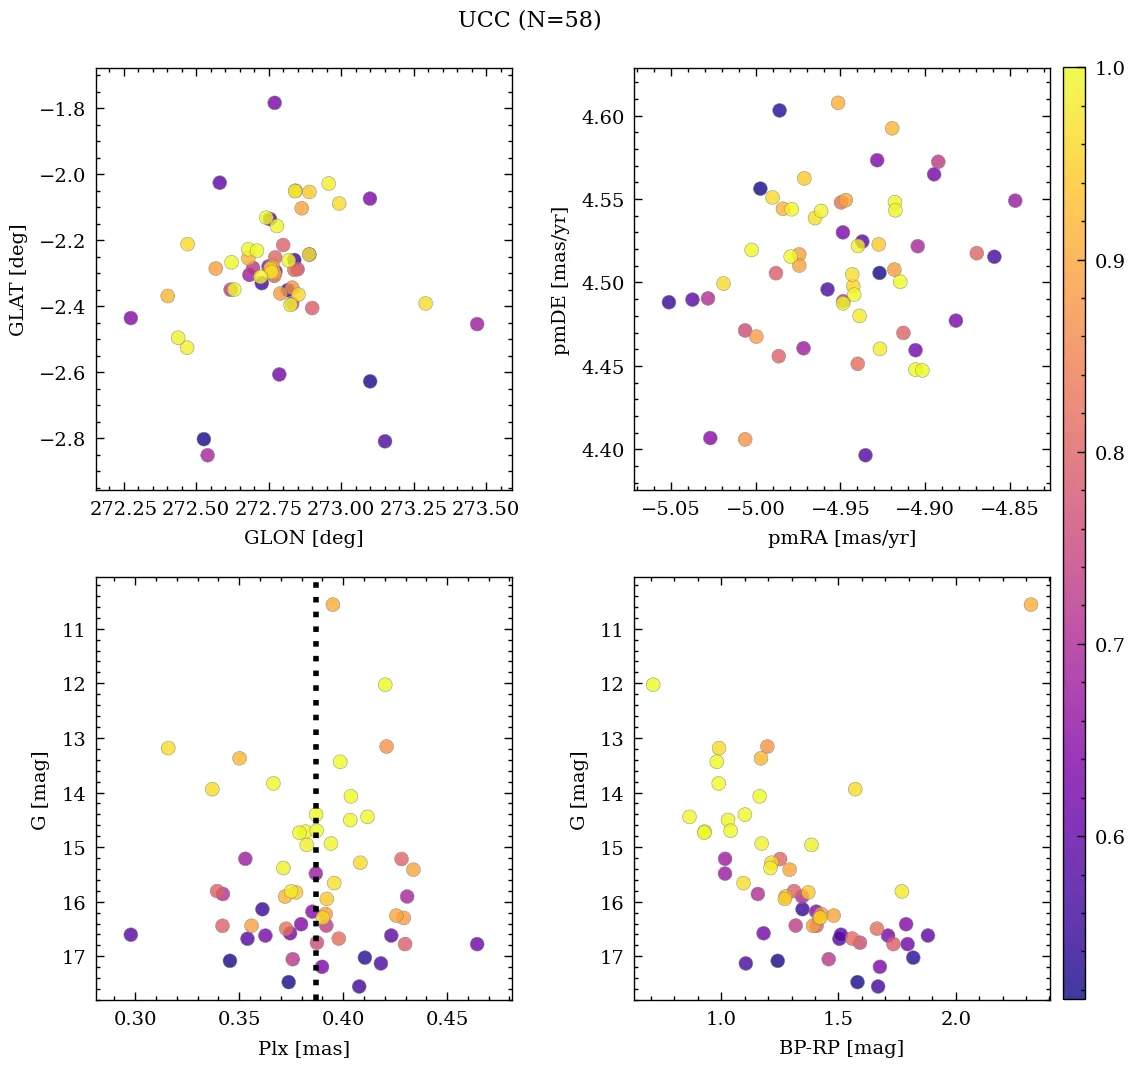 UCC (N=58)
−1.8
−2.0
−2.2
−2.4
−2.6
−2.8
GLAT [deg]
272.25 272.50 272.75 273.00 273.25 273.50
GLON [deg]
4.60
4.55
4.50
4.45
4.40
pmDE [mas/yr]
−5.05 −5.00 −4.95 −4.90 −4.85
pmRA [mas/yr]
1.0
0.9
0.8
0.7
0.6
11
12
13
14
15
16
17
G [mag]
0.30 0.35 0.40 0.45
Plx [mas]
11
12
13
14
15
16
17
G [mag]
1.0 1.5 2.0
BP-RP [mag]